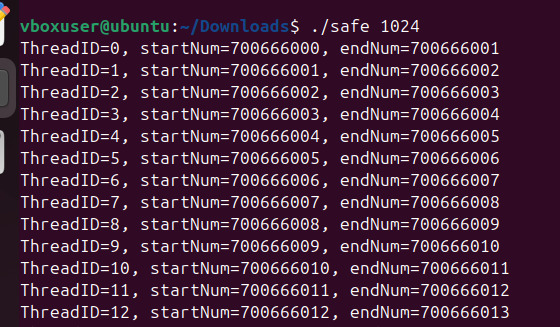 vboxuser@ubuntu:~/Downloads$ ./safe 1024
ThreadID=0, startNum=700666000, endNum=700666001
ThreadID=1, startNum=700666001, endNum=700666002
ThreadID=2, startNum=700666002, endNum=700666003
ThreadID=3, startNum=700666003, endNum=700666004
ThreadID=4, startNum=700666004, endNum=700666005
ThreadID=5, startNum=700666005, endNum=700666006
ThreadID=6, startNum=700666006, endNum=700666007
ThreadID=7, startNum=700666007, endNum=700666008
ThreadID=8, startNum=700666008, endNum=700666009
ThreadID=9, startNum=700666009, endNum=700666010
ThreadID=10, startNum=700666010, endNum=700666011
ThreadID=11, startNum=700666011, endNum=700666012
ThreadID=12, startNum=700666012, endNum=700666013